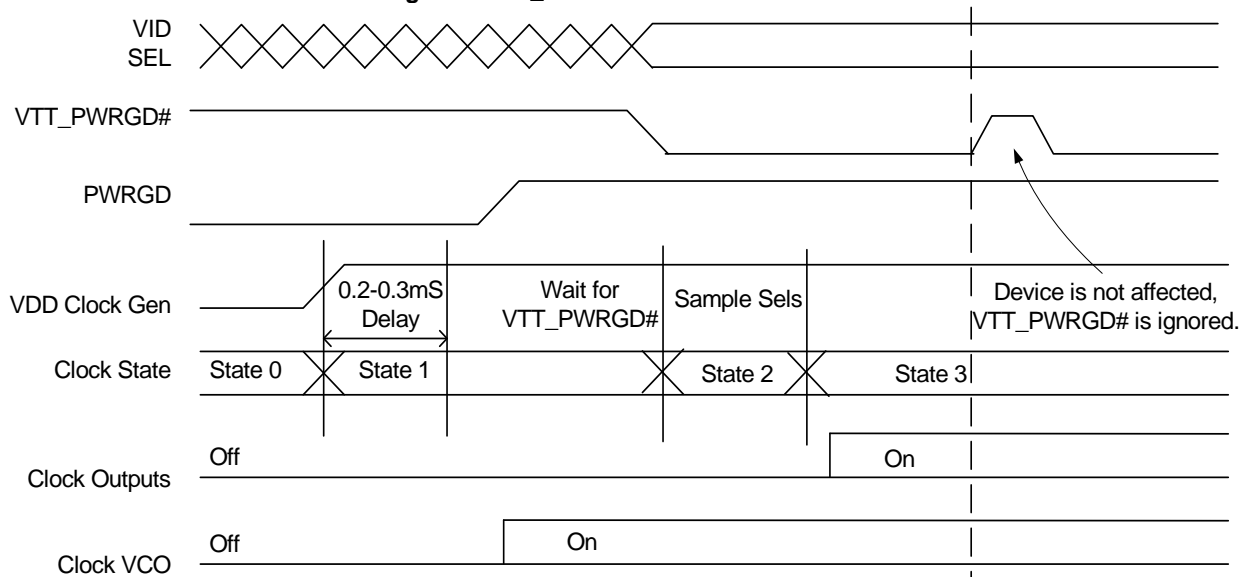 VID
SEL
VTT_PWRGD#
PWRGD
VDD Clock Gen
0.2-0.3mS
Delay
Wait for
VTT_PWRGD#
Sample Sels
Device is not affected,
VTT_PWRGD# is ignored.
Clock State
State 0
State 1
State 2
State 3
Clock Outputs
Off
On
Clock VCO
Off
On